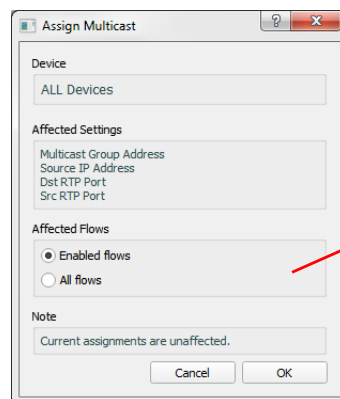 Assign Multicast
Device
ALL Devices
Affected Settings
Multicast Group Address
Source IP Address
Dst RTP Port
Src RTP Port
Affected Flows
Enabled flows
All flows
Note
Current assignments are unaffected.
Cancel OK